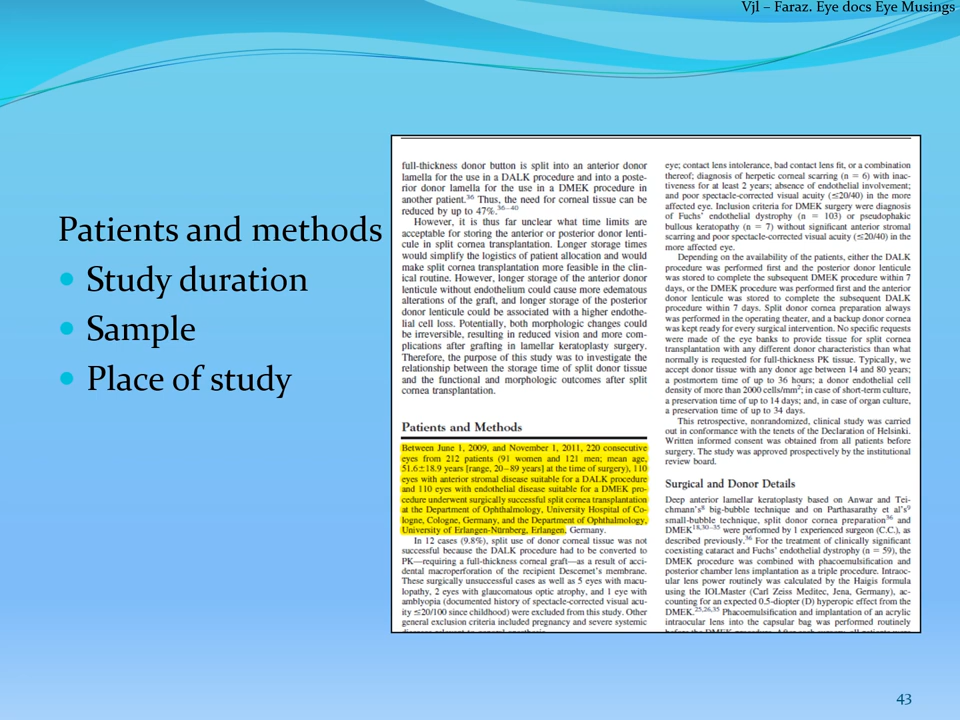 Vjl – Faraz. Eye docs Eye Musings
Patients and methods
Study duration
Sample
Place of study
full-thickness donor button is split into an anterior donor
lamella for the use in a DALK procedure and into a poste-
rior donor lamella for the use in a DMEK procedure in
another patient.36 Thus, the need for corneal tissue can be
reduced by up to 47%.36–40
However, it is thus far unclear what time limits are
acceptable for storing the anterior or posterior donor lenti-
cule in split corneal transplantation. Longer storage times
would simplify the logistics of patient allocation and would
make split cornea transplantation more feasible in the clin-
ical routine. However, longer storage of the anterior donor
lenticule without endothelium could cause more edematous
alterations of the graft, and longer storage of the posterior
donor lenticule could be associated with a higher endothe-
lial cell loss. Potentially, both morphologic changes could
be irreversible, resulting in reduced vision and more com-
plications after grafting in lamellar keratoplasty surgery.
Therefore, the purpose of this study was to investigate the
relationship between the storage time of split donor tissue
and the functional and morphologic outcomes after split
cornea transplantation.
Patients and Methods
Between June 1, 2009, and November 1, 2011, 220 consecutive
eyes from 212 patients (91 women and 121 men; mean age,
51.6±18.9 years [range, 20–89 years] at the time of surgery), 110
eyes with anterior stromal disease suitable for a DALK procedure
and 110 eyes with endothelial disease suitable for a DMEK pro-
cedure underwent surgically successful split cornea transplantation
at the Department of Ophthalmology, University Hospital of Co-
logne, Cologne, Germany, and the Department of Ophthalmology,
University of Erlangen-Nürnberg, Erlangen, Germany.
In 12 cases (9.8%), split use of donor corneal tissue was not
successful because the DALK procedure had to be converted to
PK—requiring a full-thickness corneal graft—as a result of acci-
dental macroperforation of the recipient Descemet's membrane.
These surgically unsuccessful cases as well as 5 eyes with macu-
lopathy, 2 eyes with glaucomatous optic atrophy, and 1 eye with
amblyopia (documented history of spectacle-corrected visual acu-
ity ≤20/100 since childhood) were excluded from this study. Other
general exclusion criteria included pregnancy and severe systemic
eye; contact lens intolerance, bad contact lens fit, or a combination
thereof; diagnosis of herpetic corneal scarring (n = 6) with inac-
tiveness for at least 2 years; absence of endothelial involvement;
and poor spectacle-corrected visual acuity (≤20/40) in the more
affected eye. Inclusion criteria for DMEK surgery were diagnosis
of Fuchs' endothelial dystrophy (n = 103) or pseudophakic
bullous keratopathy (n = 7) without significant anterior stromal
scarring and poor spectacle-corrected visual acuity (≤20/40) in the
more affected eye.
Depending on the availability of the patients, either the DALK
procedure was performed first and the posterior donor lenticule
was stored to complete the subsequent DMEK procedure within 7
days, or the DMEK procedure was performed first and the anterior
donor lenticule was stored to complete the subsequent DALK
procedure within 7 days. Split donor cornea preparation always
was performed in the operating theater, and a backup donor cornea
was kept ready for every surgical intervention. No specific requests
were made of the eye banks to provide tissue for split cornea
transplantation with any different donor characteristics than what
normally is requested for full-thickness PK tissue. Typically, we
accept donor tissue with any donor age between 14 and 80 years;
a postmortem time of up to 36 hours; a donor endothelial cell
density of more than 2000 cells/mm2; in case of short-term culture,
a preservation time of up to 14 days; and, in case of organ culture,
a preservation time of up to 34 days.
This retrospective, nonrandomized, clinical study was carried
out in conformance with the tenets of the Declaration of Helsinki.
Written informed consent was obtained from all patients before
surgery. The study was approved prospectively by the institutional
review board.
Surgical and Donor Details
Deep anterior lamellar keratoplasty based on Anwar and Tei-
chmann's8 big-bubble technique and on Parthasarathy et al's9
small-bubble technique, split donor cornea preparation36 and
DMEK18,30–35 were performed by 1 experienced surgeon (C.C.), as
described previously.36 For the treatment of clinically significant
coexisting cataract and Fuchs' endothelial dystrophy (n = 59), the
DMEK procedure was combined with phacoemulsification and
posterior chamber lens implantation as a triple procedure. Intraoc-
ular lens power routinely was calculated by the Haigis formula
using the IOLMaster (Carl Zeiss Meditec, Jena, Germany), ac-
counting for an expected 0.5-diopter (D) hyperopic effect from the
DMEK.25,26,35 Phacoemulsification and implantation of an acrylic
intraocular lens into the capsular bag was performed routinely
43